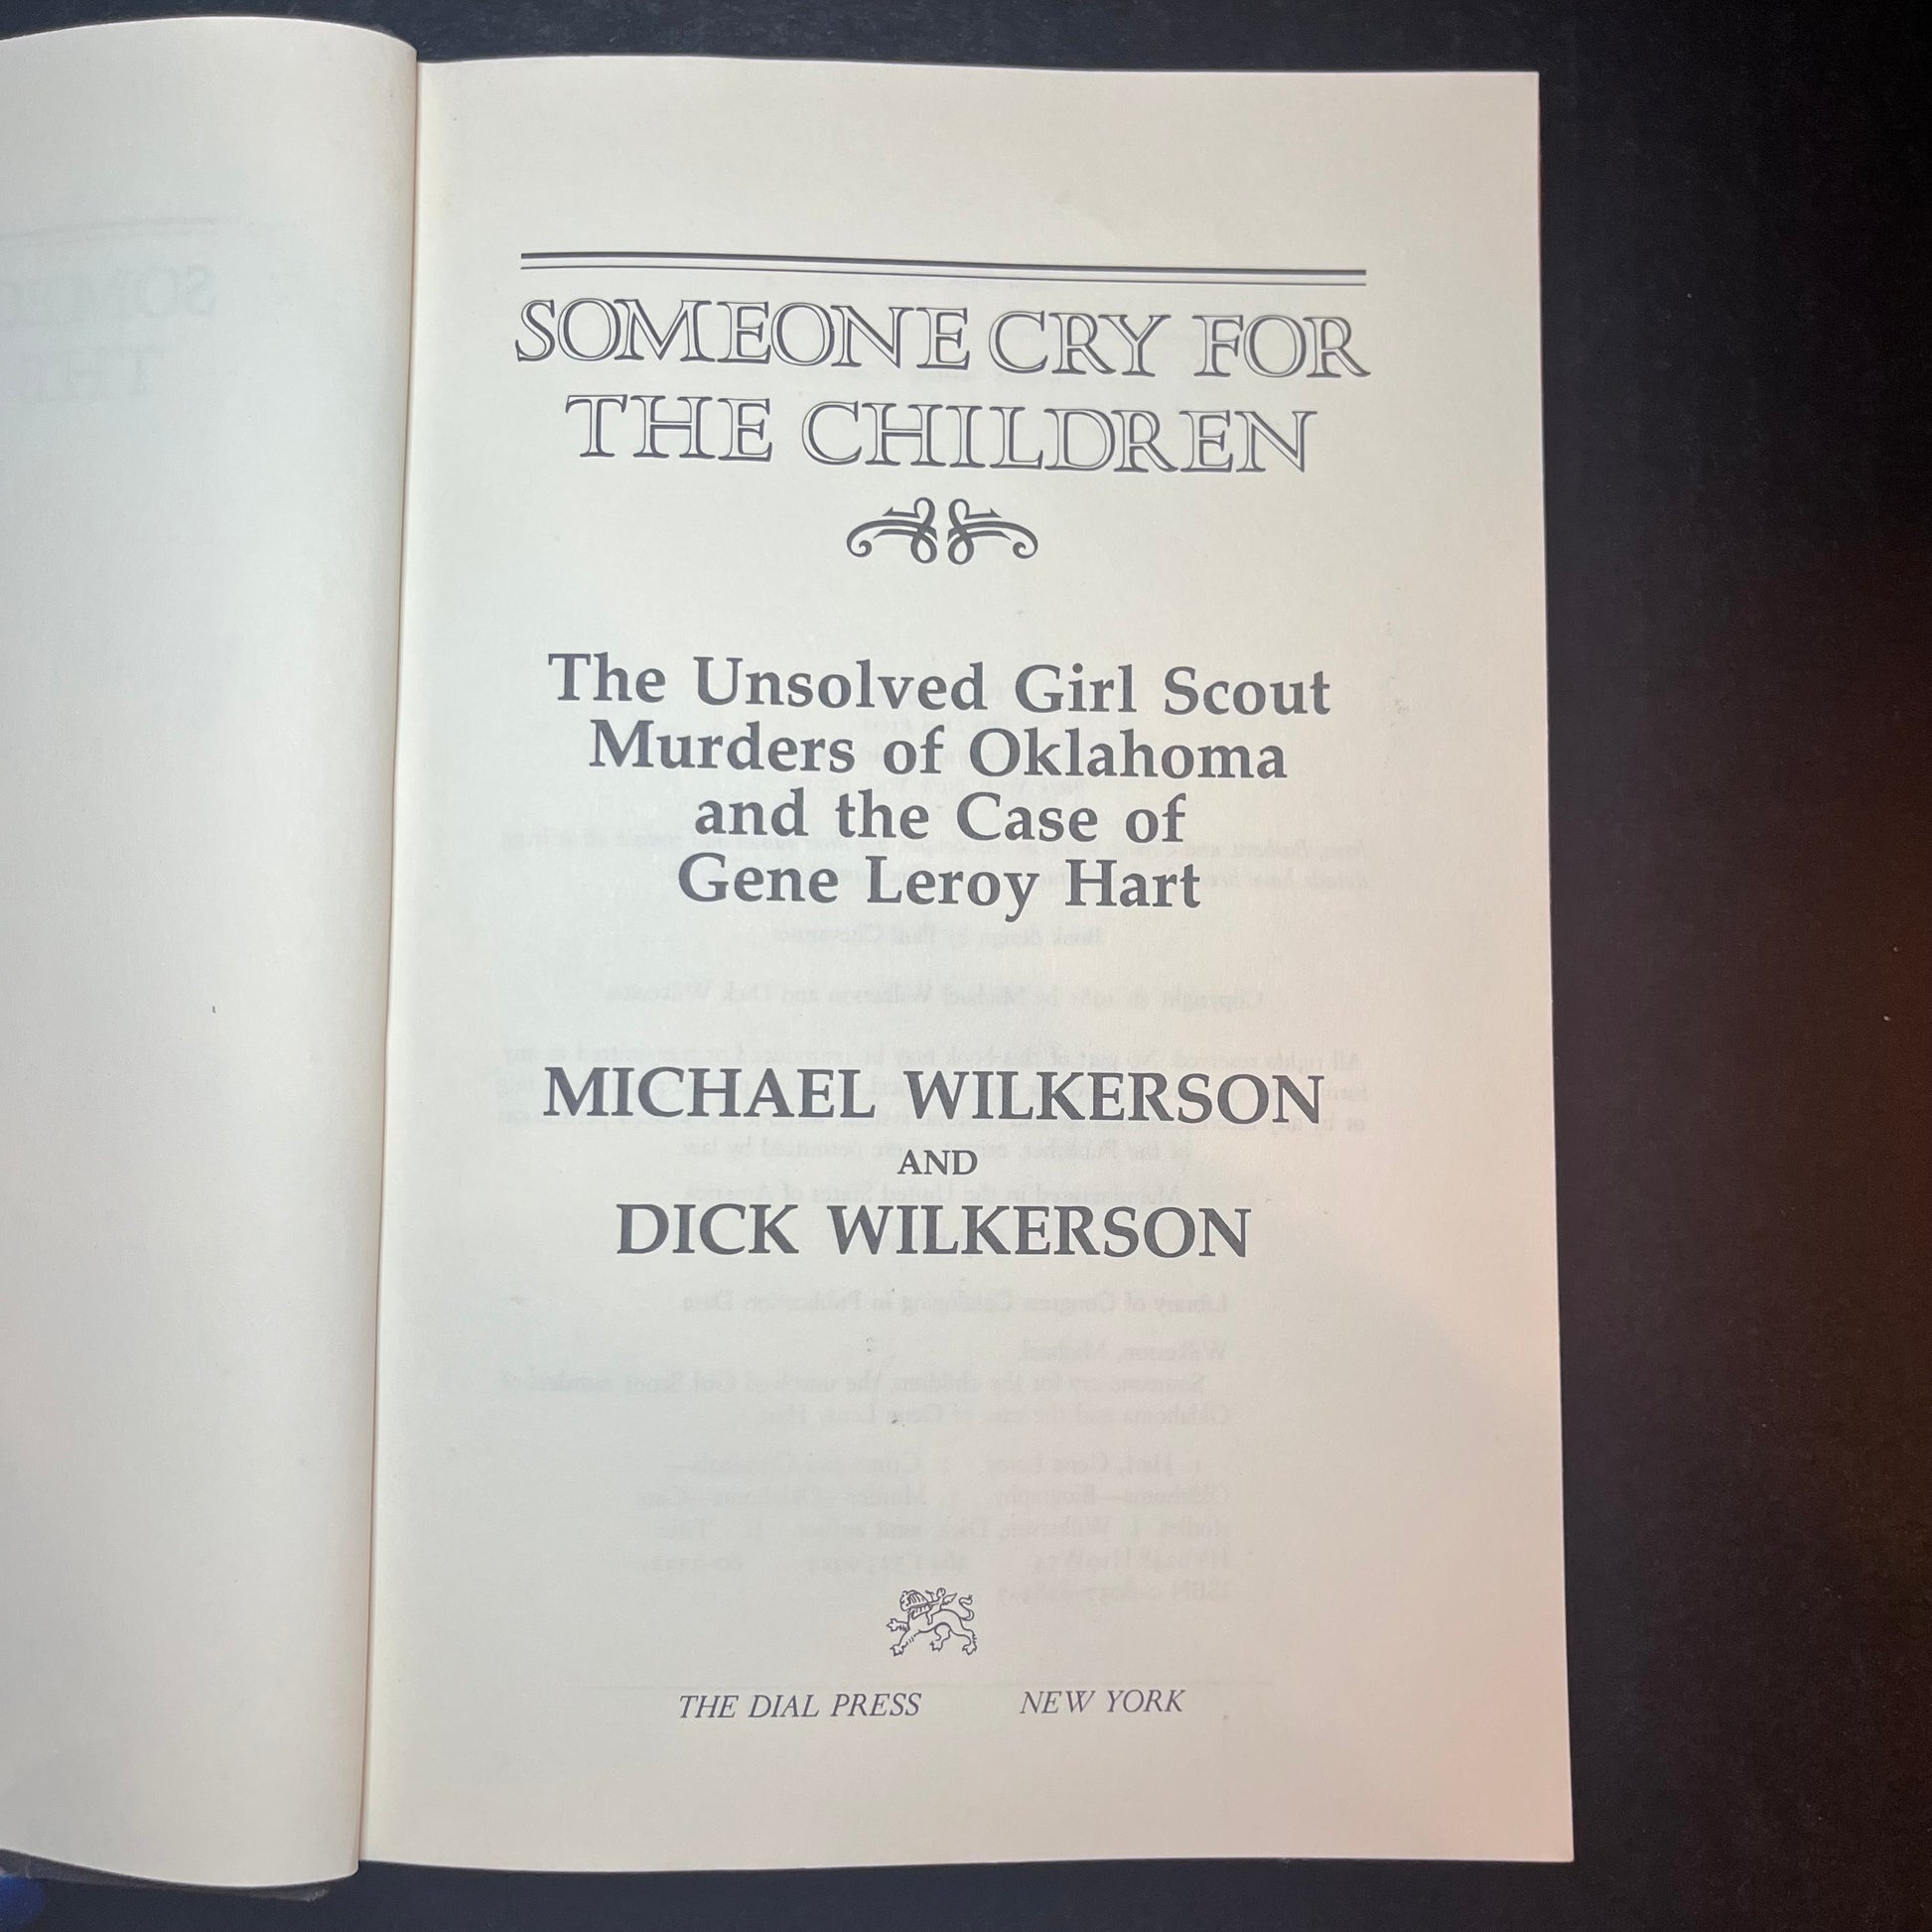 SOMEONE CRY FOR
THE CHILDREN
The Unsolved Girl Scout
Murders of Oklahoma
and the Case of
Gene Leroy Hart
MICHAEL WILKERSON
AND
DICK WILKERSON
THE DIAL PRESS NEW YORK